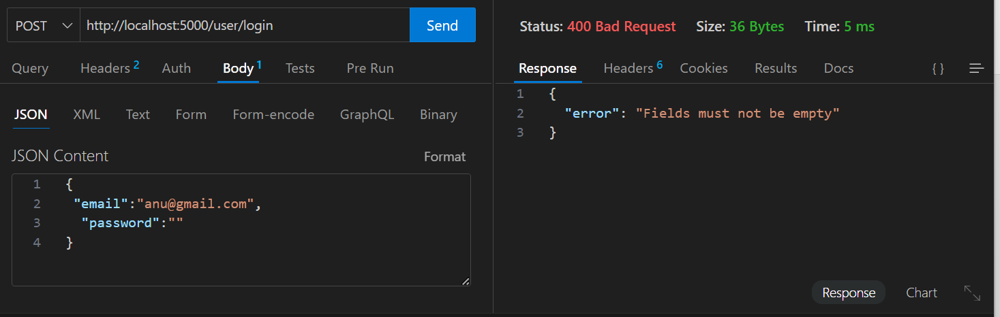 POST http://localhost:5000/user/login Send
Query Headers 2 Auth Body 1 Tests Pre Run
JSON XML Text Form Form-encode GraphQL Binary
JSON Content Format
1 {
2 "email":"anu@gmail.com",
3 "password":""
4 }
Status: 400 Bad Request Size: 36 Bytes Time: 5 ms
Response Headers 6 Cookies Results Docs { }
1 {
2 "error": "Fields must not be empty"
3 }
Response Chart